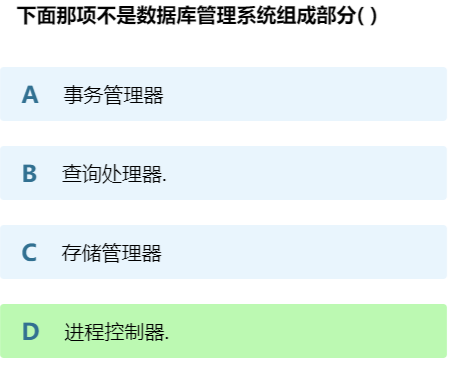 下面那项不是数据库管理系统组成部分( )
A 事务管理器
B 查询处理器.
C 存储管理器
D 进程控制器.